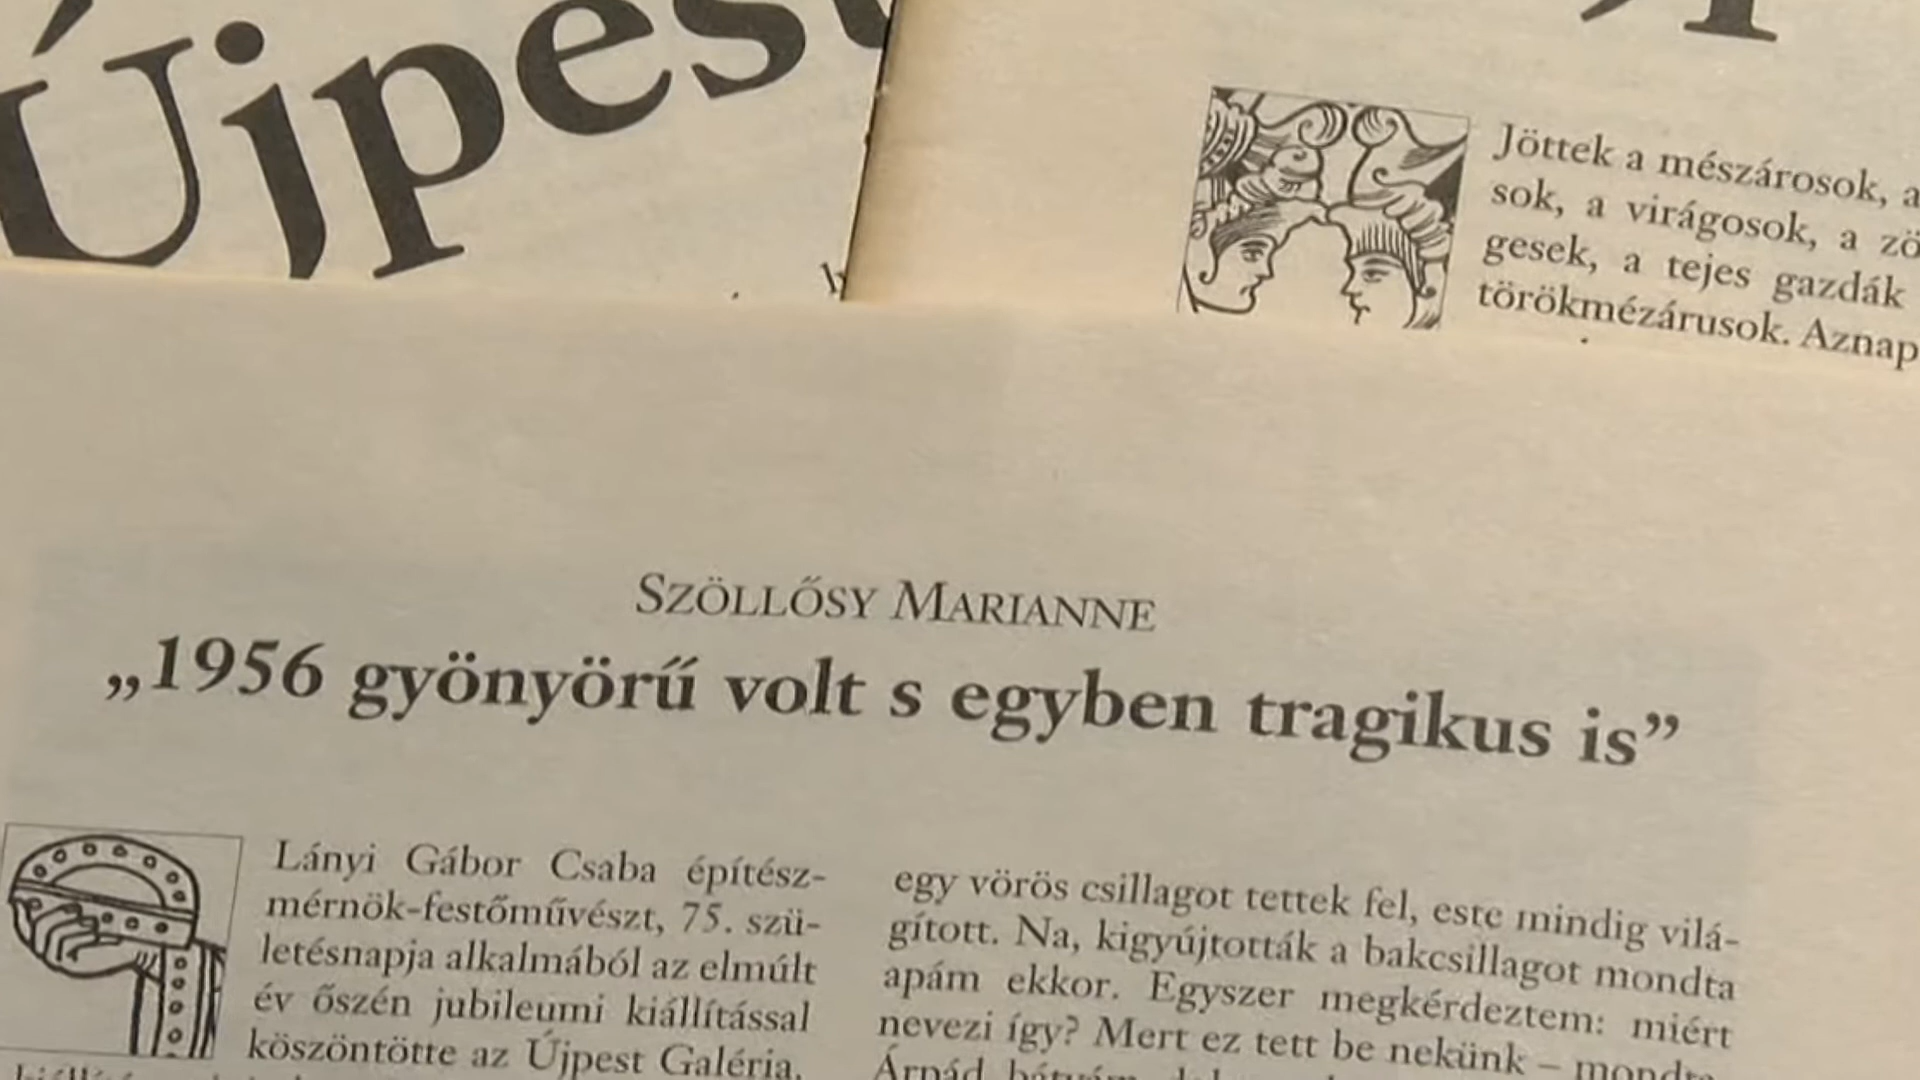 Újpest
Jöttek a mészárosok, a
sok, a virágosok, a zö
gesek, a tejes gazdák
törökmézárusok. Aznap
SZÖLLŐSY MARIANNE
„1956 gyönyörű volt s egyben tragikus is”
Lányi Gábor Csaba építész-
mérnök-festőművészt, 75. szü-
letésnapja alkalmából az elmúlt
év őszén jubileumi kiállítással
köszöntötte az Újpest Galéria.
egy vörös csillagot tettek fel, este mindig vilá-
gított. Na, kigyújtották a bakcsillagot mondta
apám ekkor. Egyszer megkérdeztem: miért
nevezi így? Mert ez tett be nekünk – mondta
Árpád